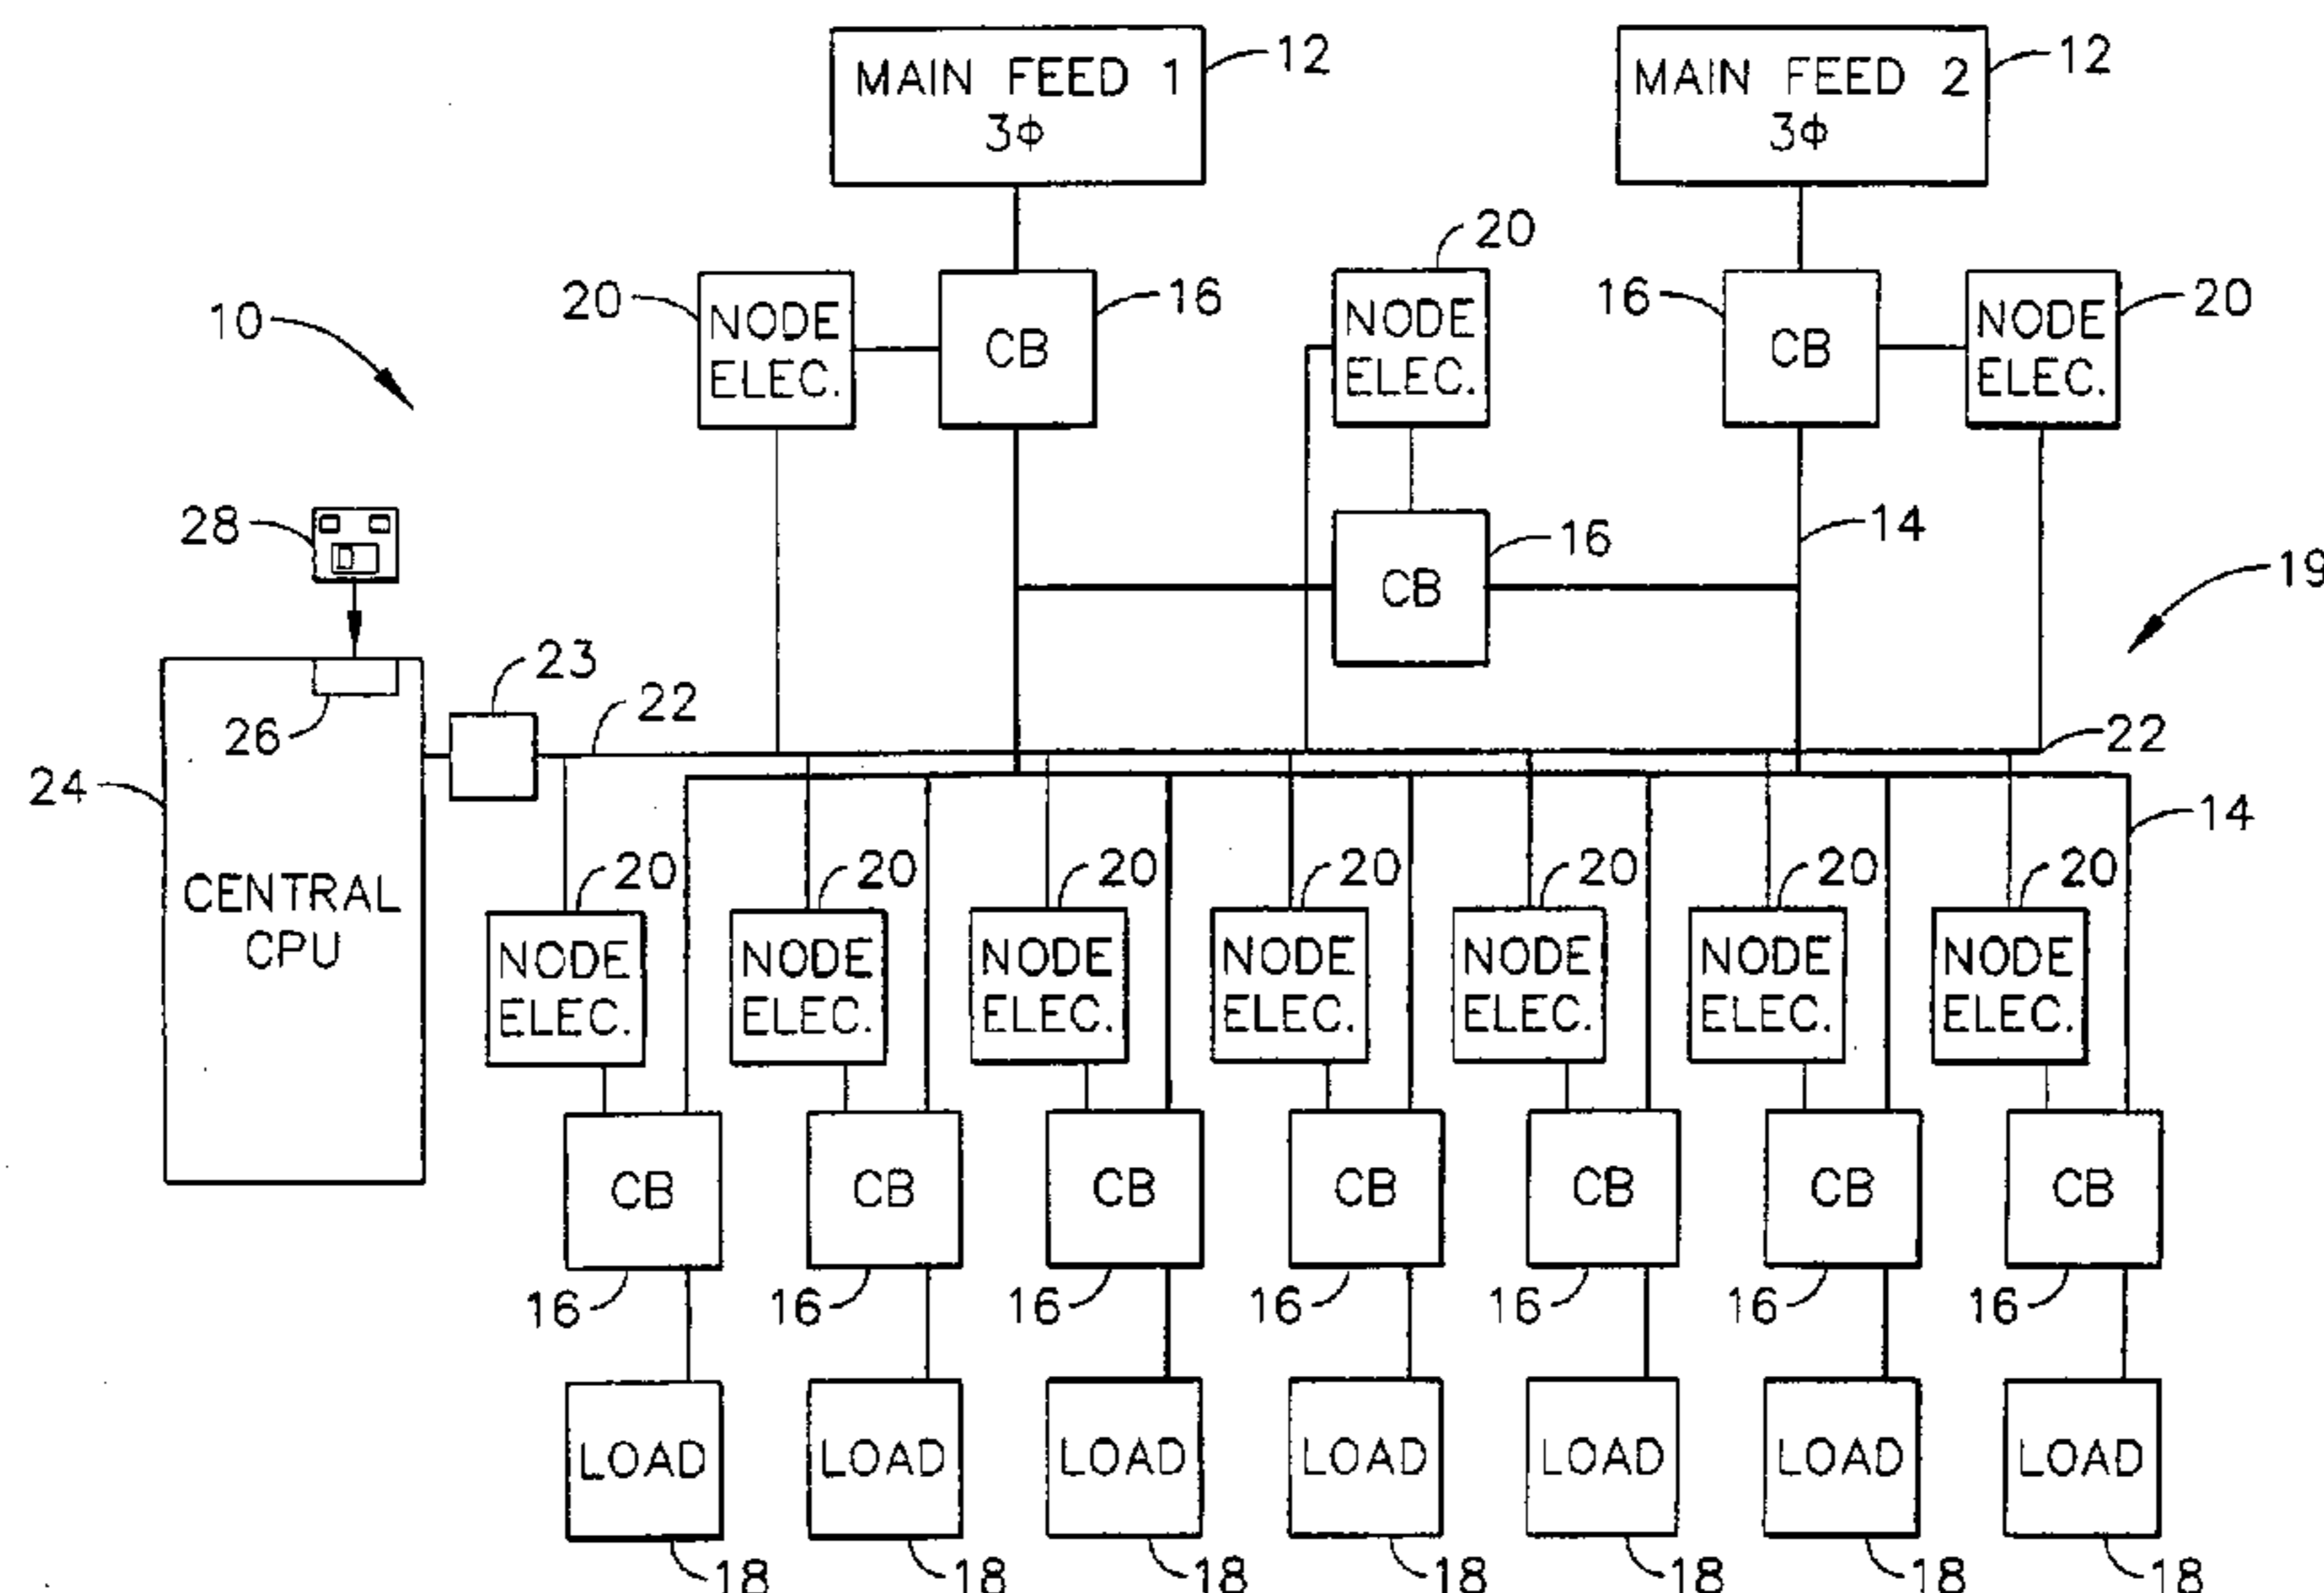 MAIN FEED 1
3Φ
12
MAIN FEED 2
3Φ
12
20
10
20
NODE
ELEC.
CB
16
NODE
ELEC.
16
CB
NODE
ELEC.
20
28
CB
16
14
19
23
22
26
22
24
14
CENTRAL
CPU
20
20
20
20
20
20
20
NODE
ELEC.
NODE
ELEC.
NODE
ELEC.
NODE
ELEC.
NODE
ELEC.
NODE
ELEC.
NODE
ELEC.
CB
CB
CB
CB
CB
CB
CB
16
16
16
16
16
16
16
LOAD
LOAD
LOAD
LOAD
LOAD
LOAD
LOAD
18
18
18
18
18
18
18